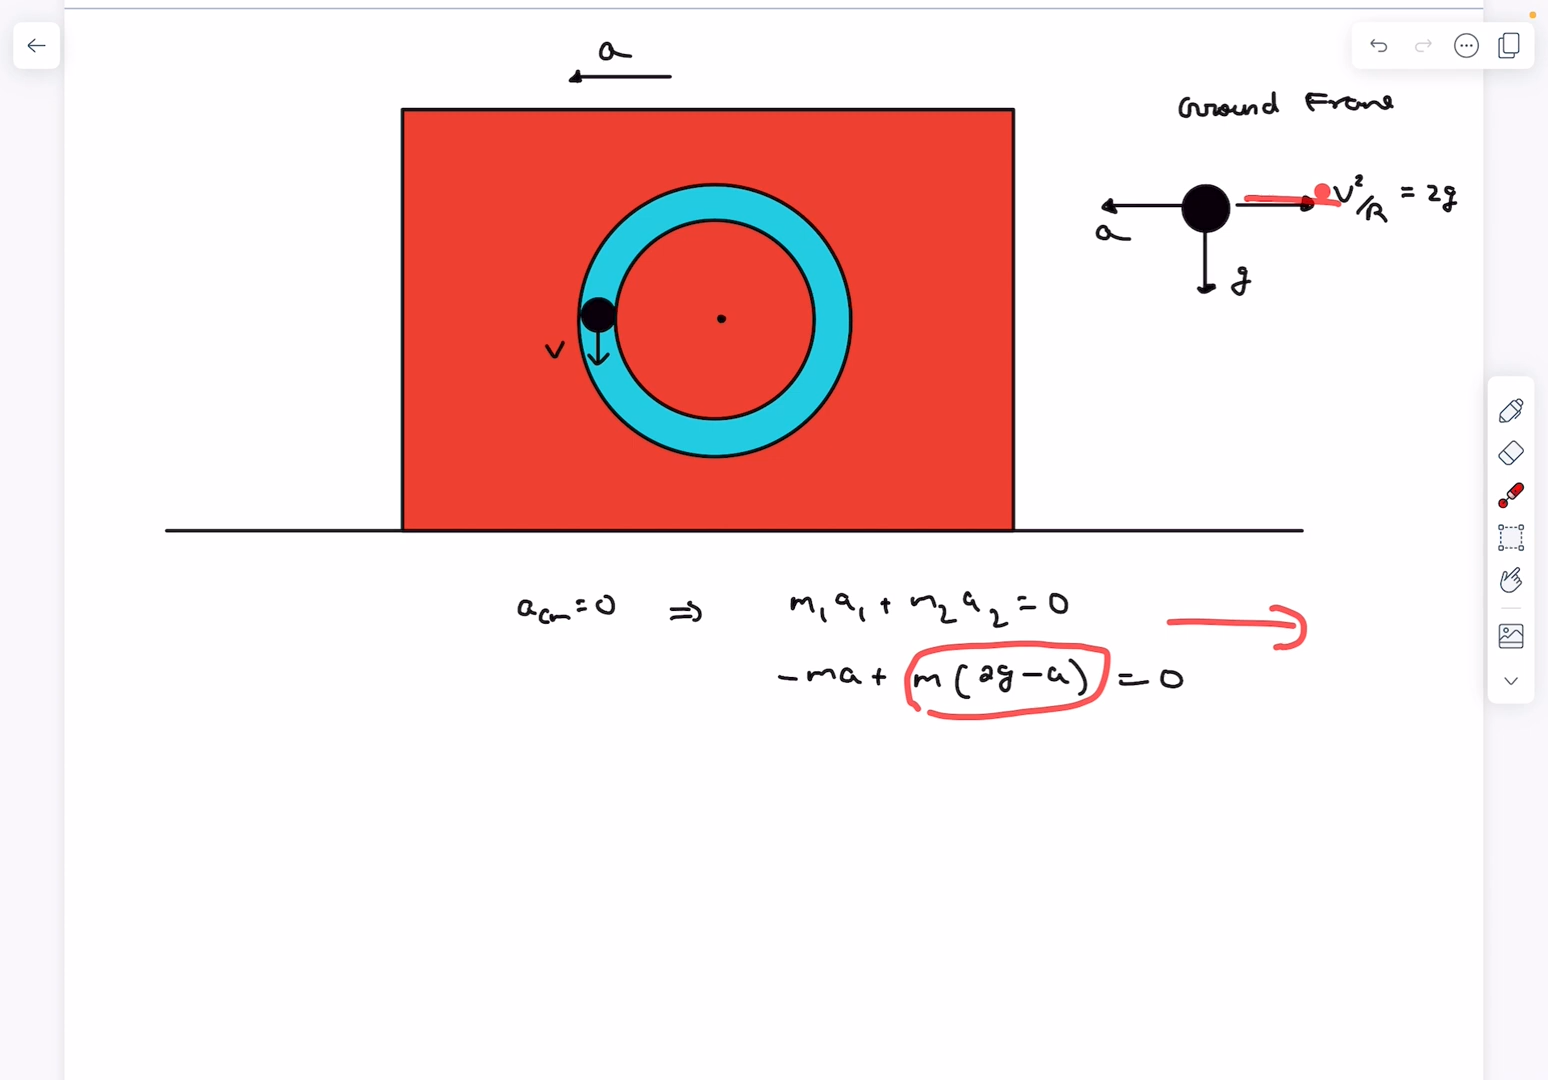 a
Ground Frame
V²/R = 2g
a
g
v
a_cm = 0 ⇒ m₁a₁ + m₂a₂ = 0
-ma + m(2g-a) = 0